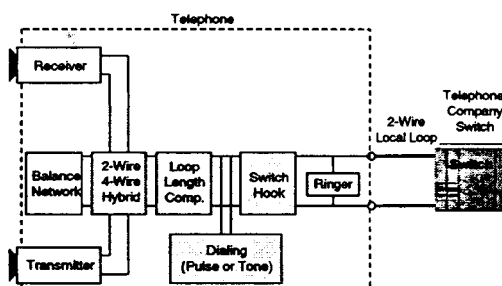 Telephone
Receiver
2-Wire
Local Loop
Telephone
Company
Switch
Balance
Network
2-Wire
4-Wire
Hybrid
Loop
Length
Comp.
Switch
Hook
Ringer
Switch
Dialing
(Pulse or Tone)
Transmitter